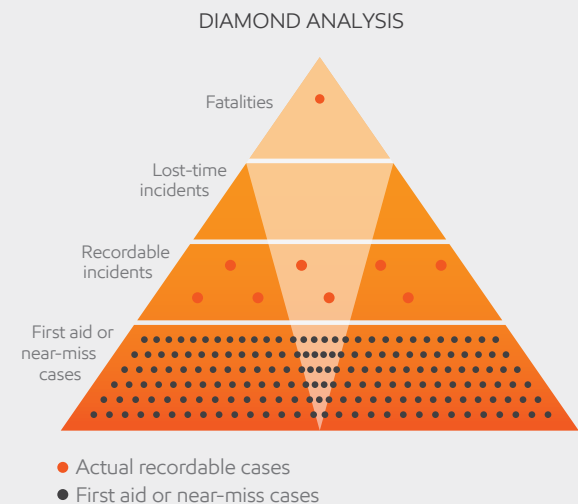 DIAMOND ANALYSIS
Fatalities
Lost-time
incidents
Recordable
incidents
First aid or
near-miss
cases
Actual recordable cases
First aid or near-miss cases